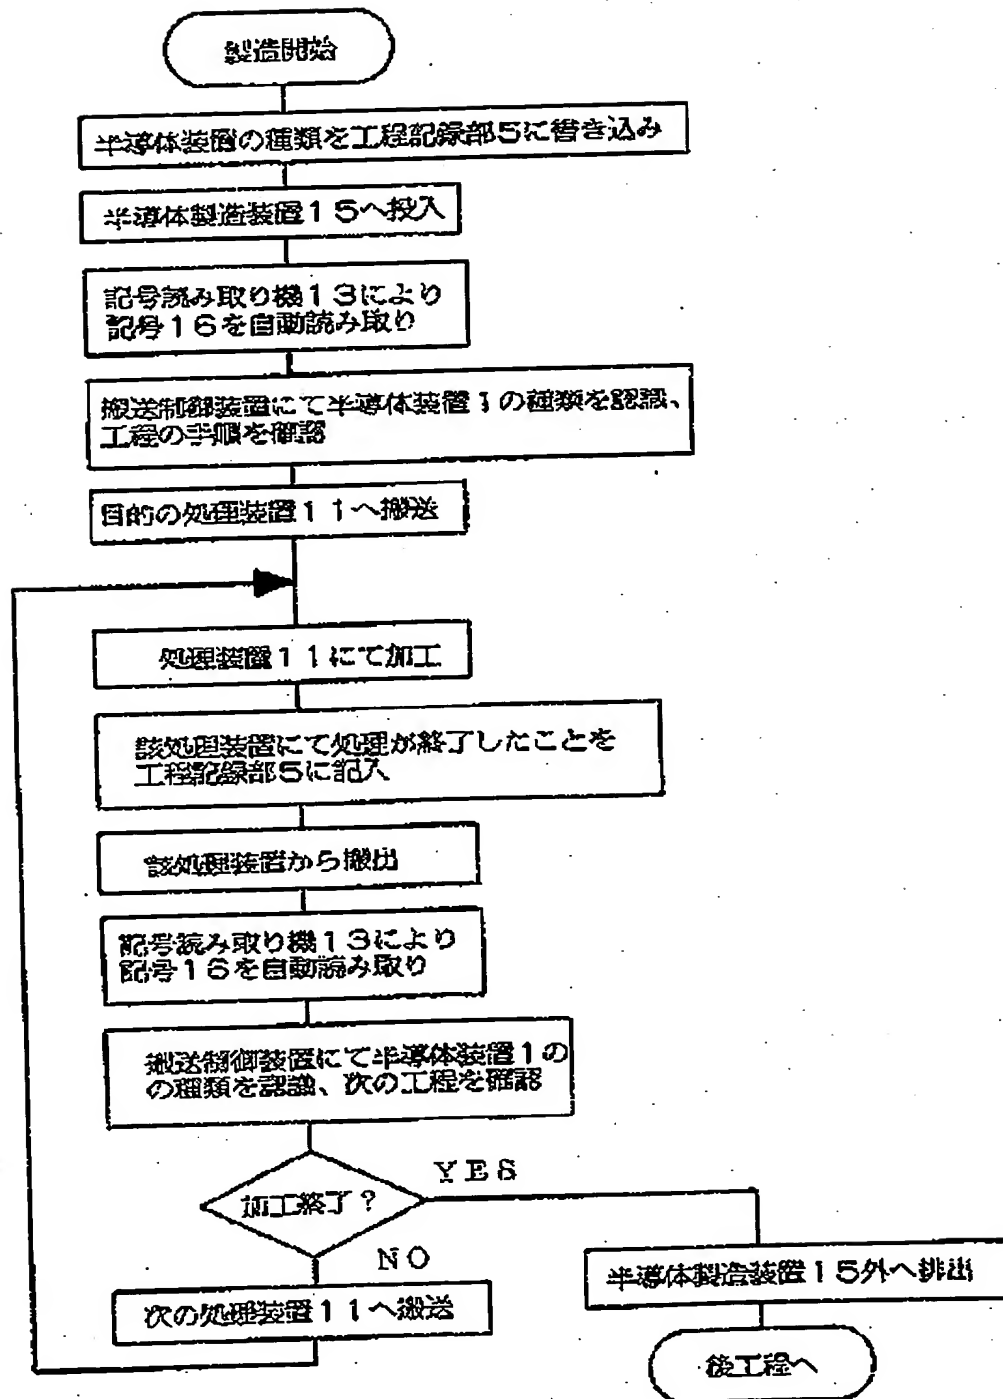 製造開始
半導体装置の種類を工程記録部5に書き込み
半導体製造装置15へ投入
記号読み取り機13により
記号16を自動読み取り
搬送制御装置にて半導体装置1の種類を認識、
工程の手順を確認
目的の処理装置11へ搬送
処理装置11にて加工
該処理装置にて処理が終了したことを
工程記録部5に記入
該処理装置から搬出
記号読み取り機13により
記号16を自動読み取り
搬送制御装置にて半導体装置1の
の種類を認識、次の工程を確認
加工終了?
YES
NO
半導体製造装置15外へ排出
次の処理装置11へ搬送
後工程へ